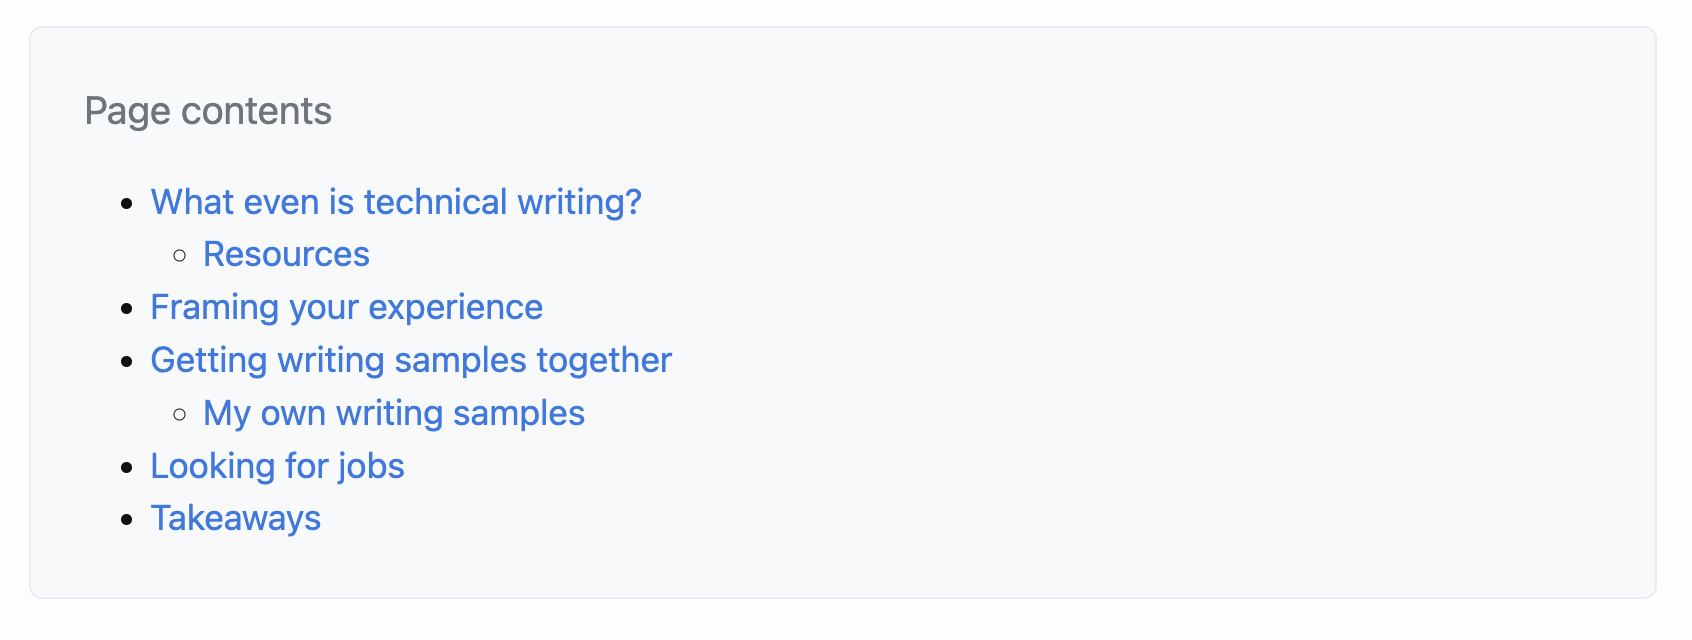 Page contents
What even is technical writing?
Resources
Framing your experience
Getting writing samples together
My own writing samples
Looking for jobs
Takeaways